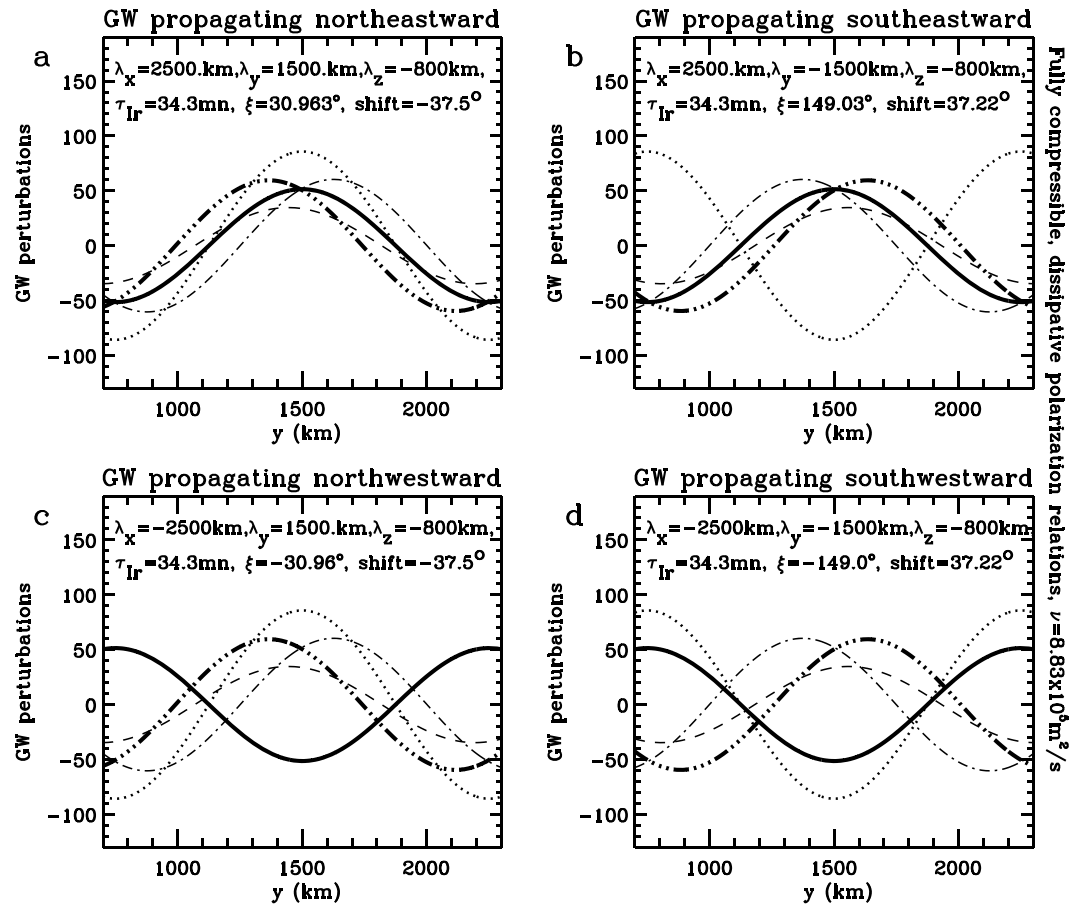 GW propagating northeastward
a
λx=2500.km,λy=1500.km,λz=−800km,
τIr=34.3mn, ξ=30.963°, shift=−37.5°
150
100
50
0
−50
−100
GW perturbations
1000 1500 2000
y (km)
GW propagating southeastward
b
λx=2500.km,λy=−1500km,λz=−800km,
τIr=34.3mn, ξ=149.03°, shift=37.22°
150
100
50
0
−50
−100
GW perturbations
1000 1500 2000
y (km)
GW propagating northwestward
c
λx=−2500km,λy=1500.km,λz=−800km,
τIr=34.3mn, ξ=−30.96°, shift=−37.5°
150
100
50
0
−50
−100
GW perturbations
1000 1500 2000
y (km)
GW propagating southwestward
d
λx=−2500km,λy=−1500km,λz=−800km
τIr=34.3mn, ξ=−149.0°, shift=37.22°
150
100
50
0
−50
−100
GW perturbations
1000 1500 2000
y (km)
Fully compressible, dissipative polarization relations,